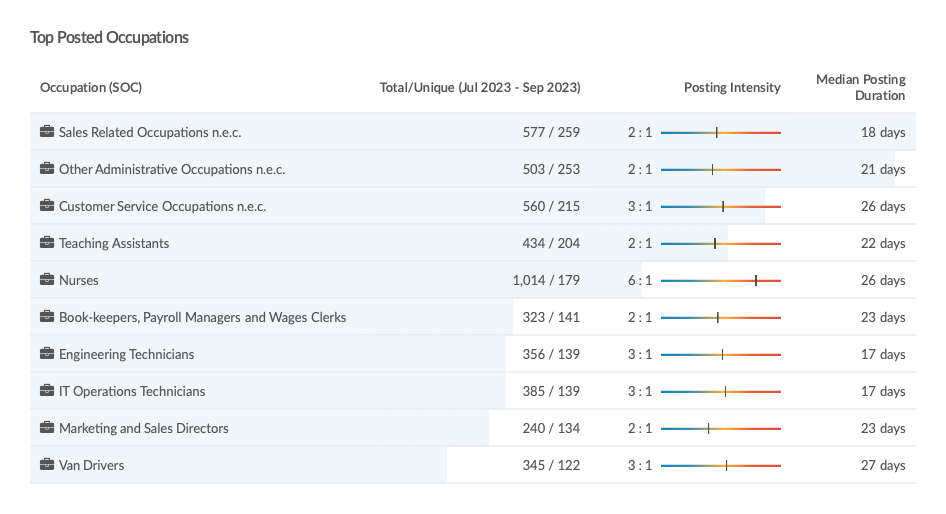 Top Posted Occupations
Occupation (SOC) Total/Unique (Jul 2023 - Sep 2023) Posting Intensity Median Posting Duration
Sales Related Occupations n.e.c. 577 / 259 2 : 1 18 days
Other Administrative Occupations n.e.c. 503 / 253 2 : 1 21 days
Customer Service Occupations n.e.c. 560 / 215 3 : 1 26 days
Teaching Assistants 434 / 204 2 : 1 22 days
Nurses 1,014 / 179 6 : 1 26 days
Book-keepers, Payroll Managers and Wages Clerks 323 / 141 2 : 1 23 days
Engineering Technicians 356 / 139 3 : 1 17 days
IT Operations Technicians 385 / 139 3 : 1 17 days
Marketing and Sales Directors 240 / 134 2 : 1 23 days
Van Drivers 345 / 122 3 : 1 27 days